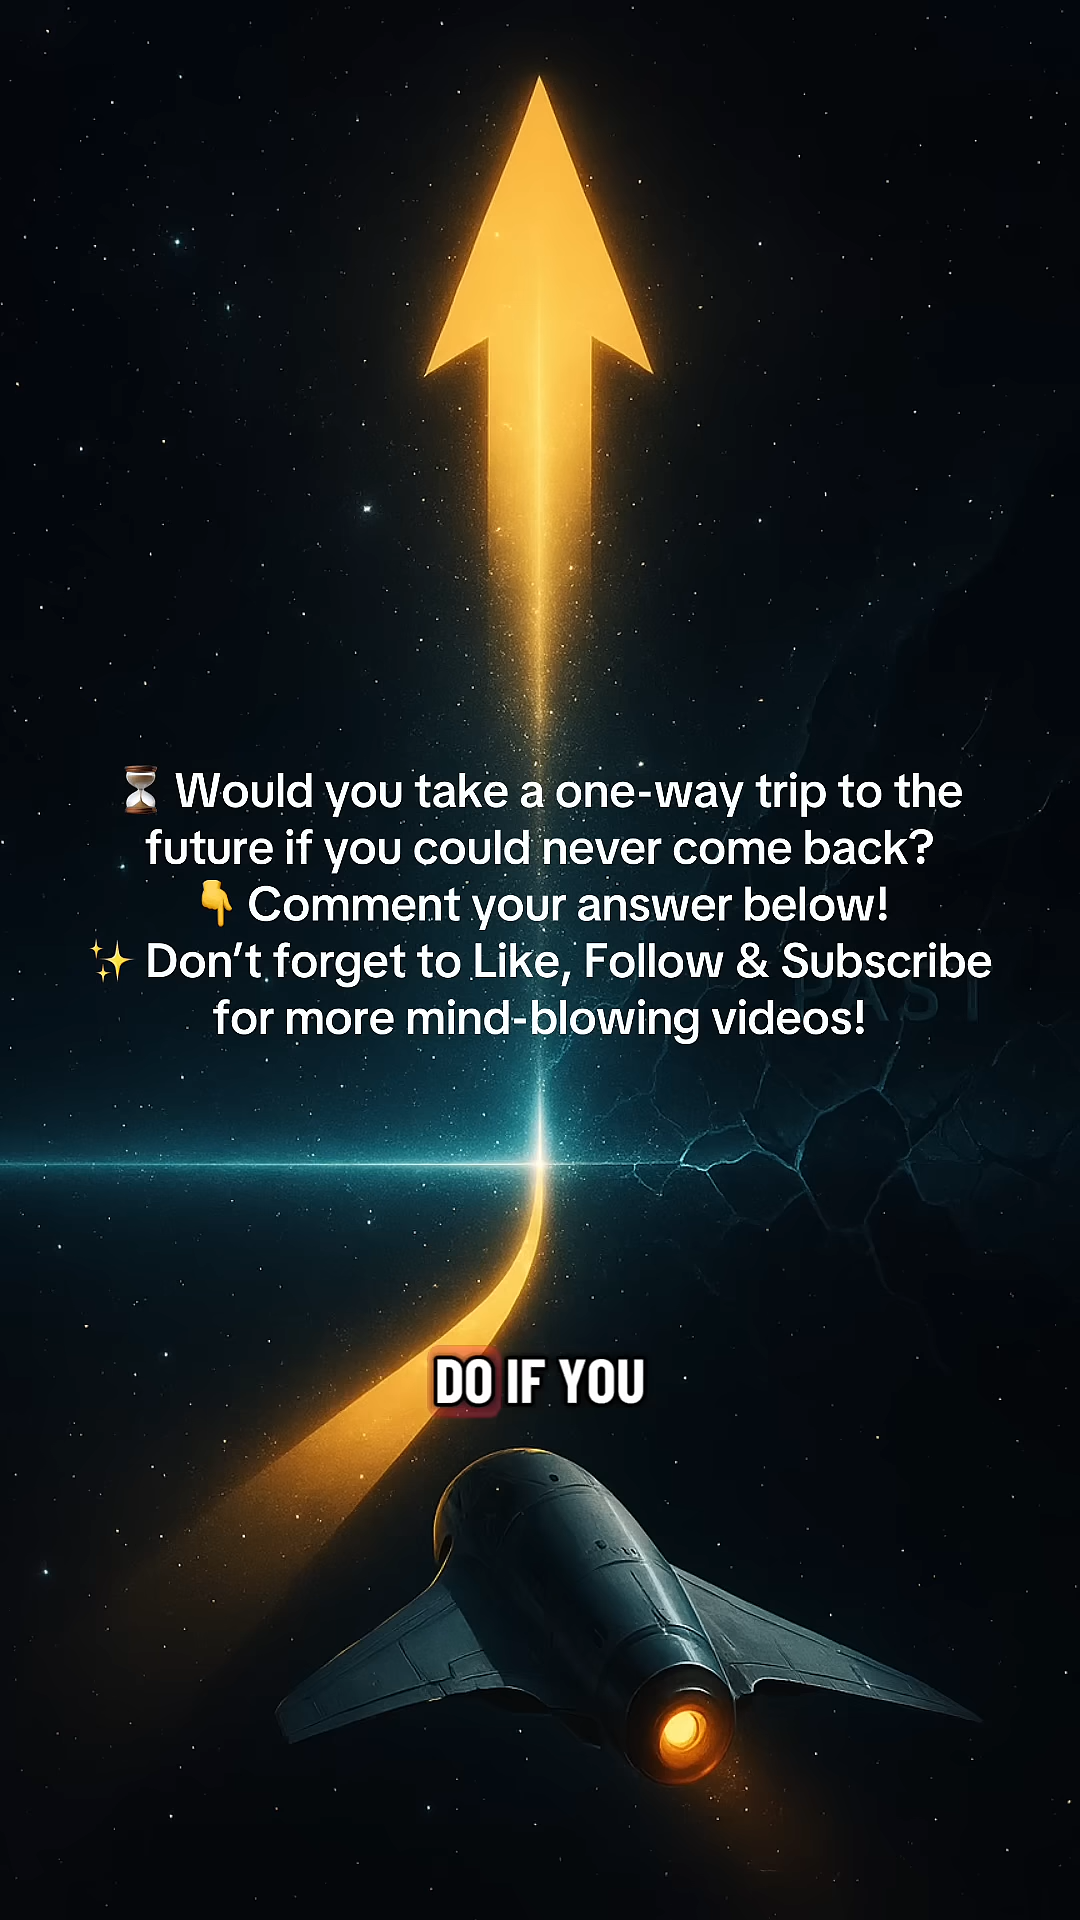 ⏳ Would you take a one-way trip to the
future if you could never come back?
👇 Comment your answer below!
✨ Don’t forget to Like, Follow & Subscribe
for more mind-blowing videos!
PAST
DO IF YOU